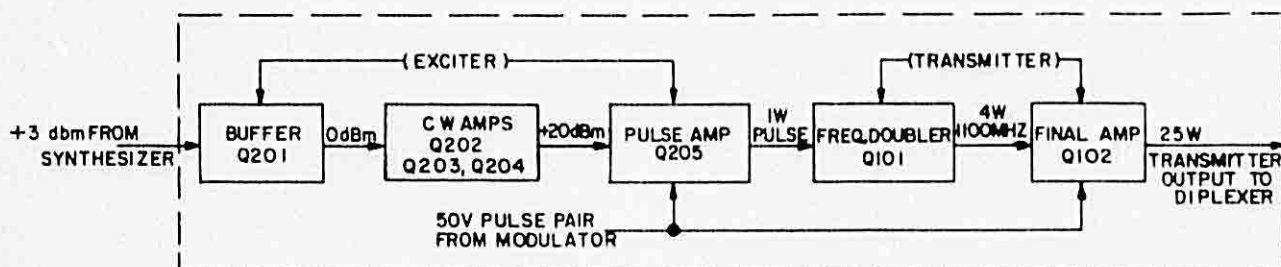 (EXCITER)
(TRANSMITTER)
+3 dbm FROM
SYNTHESIZER
BUFFER
Q201
0dBm
CW AMPS
Q202
Q203, Q204
+20dBm
PULSE AMP
Q205
1W
PULSE
FREQ. DOUBLER
Q101
4W
1100MHZ
FINAL AMP
Q102
25W
TRANSMITTER
OUTPUT TO
DIPLEXER
50V PULSE PAIR
FROM MODULATOR